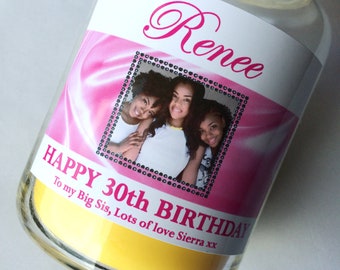 Renee
HAPPY 30th BIRTHDAY
To my Big Sis, Lots of love Sierra xx